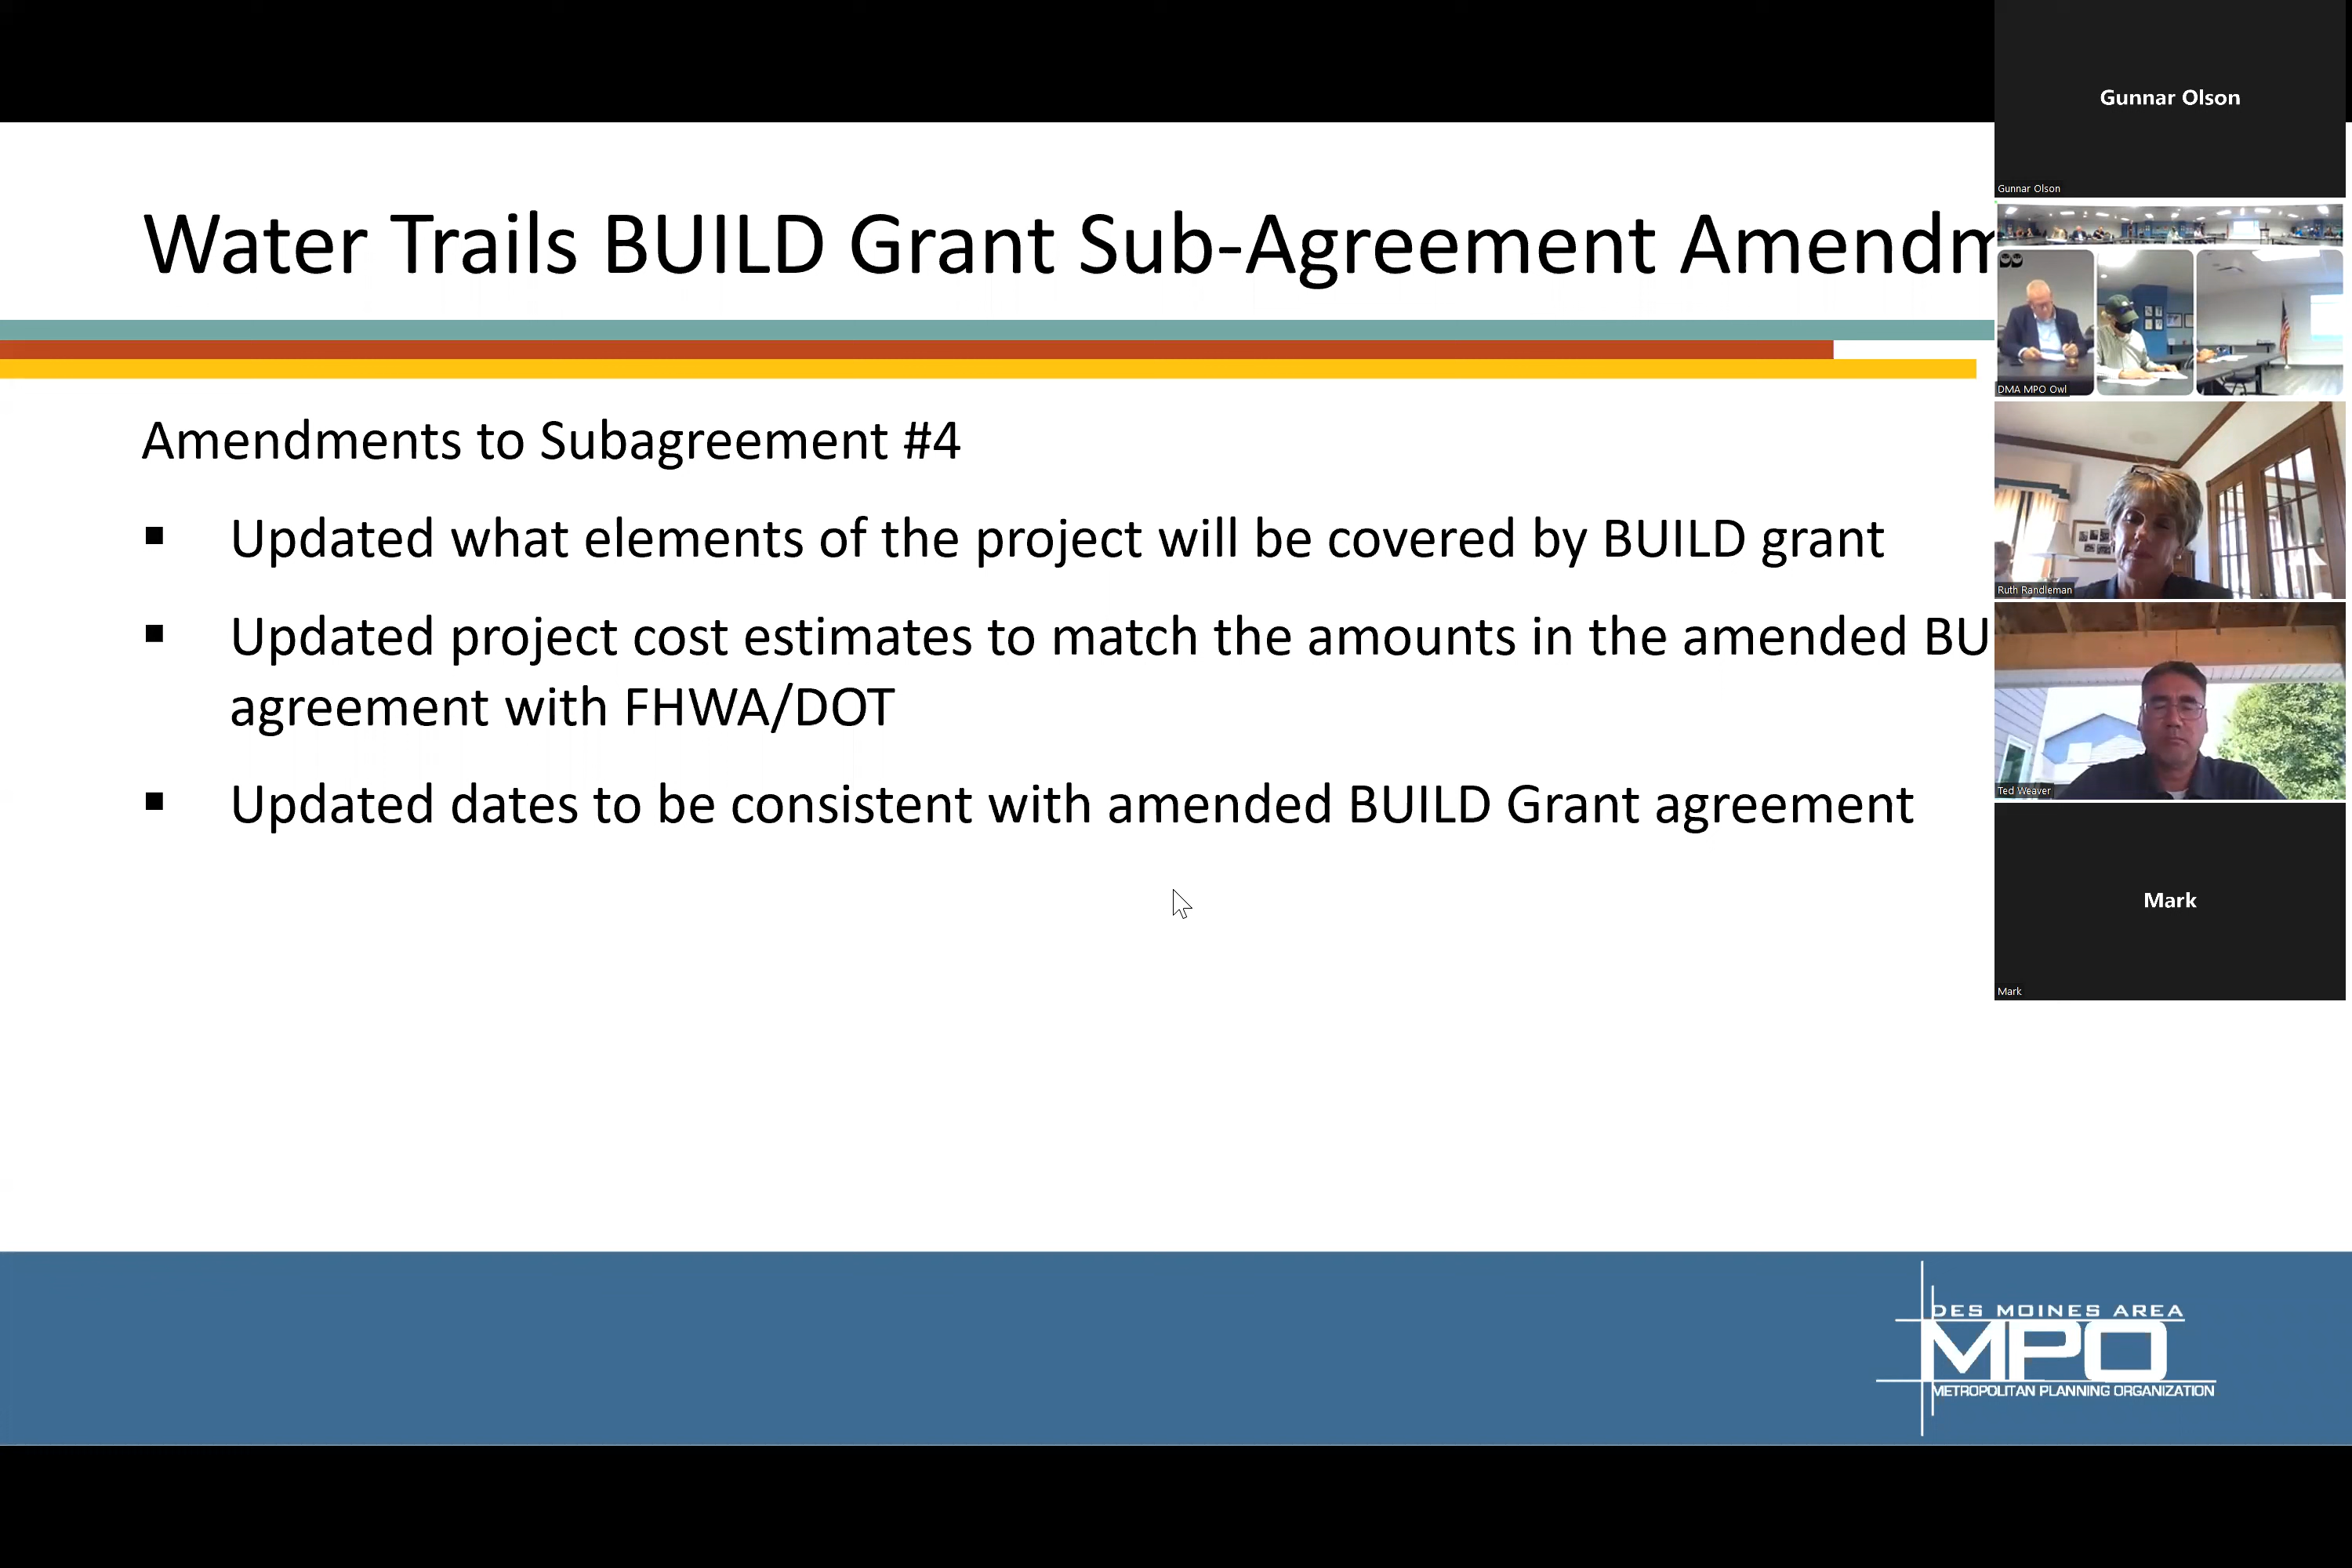 Water Trails BUILD Grant Sub-Agreement Amendm
Amendments to Subagreement #4
Updated what elements of the project will be covered by BUILD grant
Updated project cost estimates to match the amounts in the amended BU
agreement with FHWA/DOT
Updated dates to be consistent with amended BUILD Grant agreement
Gunnar Olson
Gunnar Olson
DMA MPO Owl
Ruth Randleman
Ted Weaver
Mark
Mark
DES MOINES AREA
MPO
METROPOLITAN PLANNING ORGANIZATION